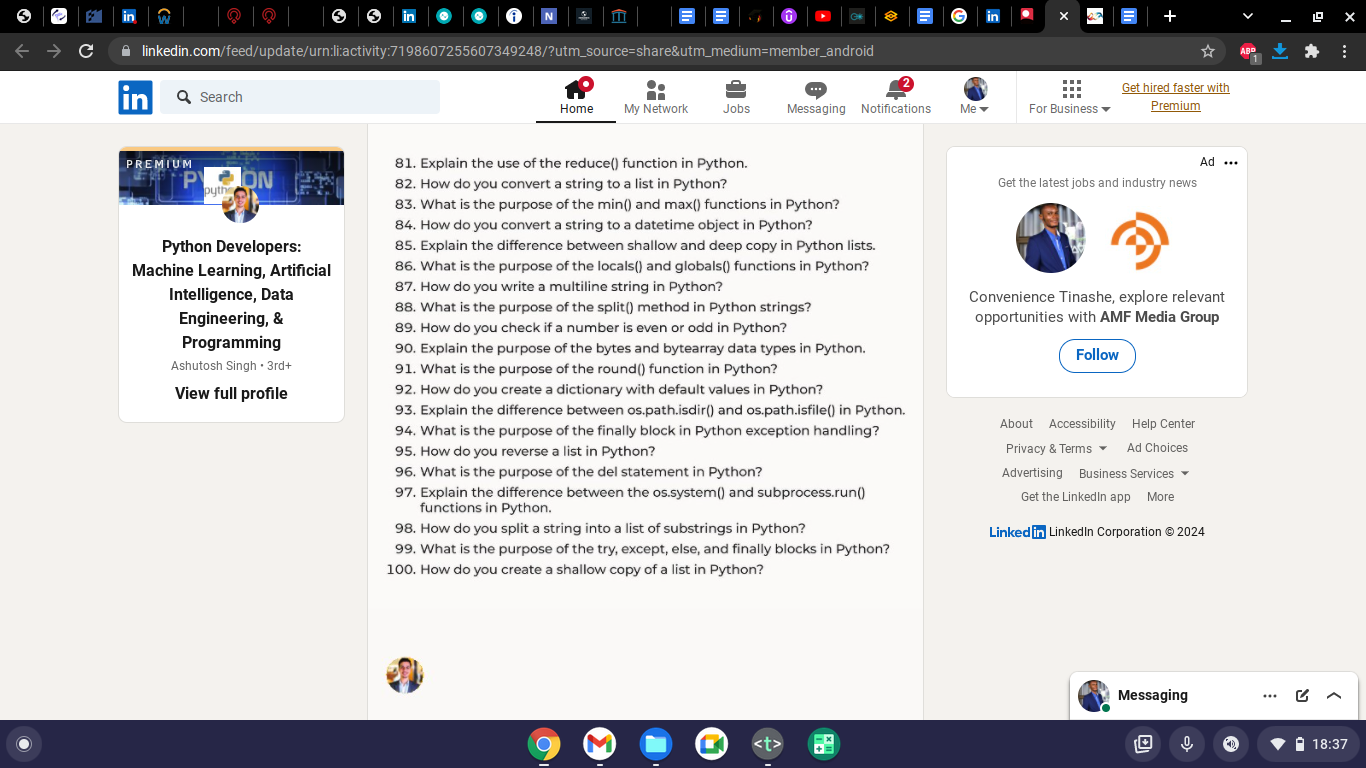 linkedin.com/feed/update/urn:li:activity:7198607255607349248/?utm_source=share&utm_medium=member_android
ABP
1
in
Search
Home
My Network
Jobs
Messaging
2
Notifications
Me
For Business
Get hired faster with
Premium
PREMIUM
PYTHON
python
Python Developers:
Machine Learning, Artificial
Intelligence, Data
Engineering, &
Programming
Ashutosh Singh • 3rd+
View full profile
81. Explain the use of the reduce() function in Python.
82. How do you convert a string to a list in Python?
83. What is the purpose of the min() and max() functions in Python?
84. How do you convert a string to a datetime object in Python?
85. Explain the difference between shallow and deep copy in Python lists.
86. What is the purpose of the locals() and globals() functions in Python?
87. How do you write a multiline string in Python?
88. What is the purpose of the split() method in Python strings?
89. How do you check if a number is even or odd in Python?
90. Explain the purpose of the bytes and bytearray data types in Python.
91. What is the purpose of the round() function in Python?
92. How do you create a dictionary with default values in Python?
93. Explain the difference between os.path.isdir() and os.path.isfile() in Python.
94. What is the purpose of the finally block in Python exception handling?
95. How do you reverse a list in Python?
96. What is the purpose of the del statement in Python?
97. Explain the difference between the os.system() and subprocess.run()
functions in Python.
98. How do you split a string into a list of substrings in Python?
99. What is the purpose of the try, except, else, and finally blocks in Python?
100. How do you create a shallow copy of a list in Python?
Ad
Get the latest jobs and industry news
Convenience Tinashe, explore relevant
opportunities with AMF Media Group
Follow
About Accessibility Help Center
Privacy & Terms Ad Choices
Advertising Business Services
Get the LinkedIn app More
LinkedIn LinkedIn Corporation © 2024
Messaging
<t>
18:37